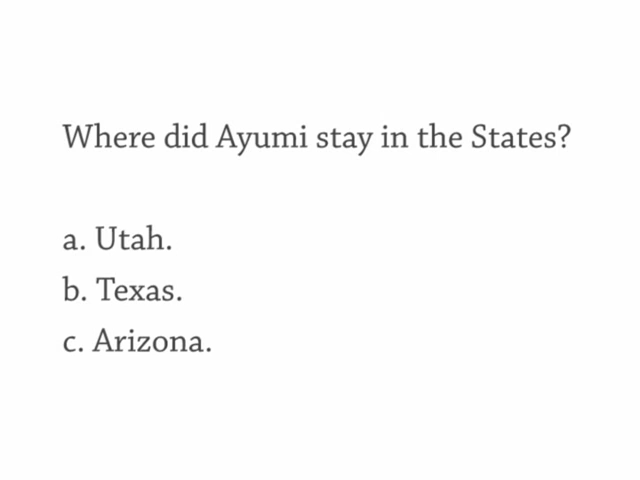 Where did Ayumi stay in the States?
a. Utah.
b. Texas.
c. Arizona.